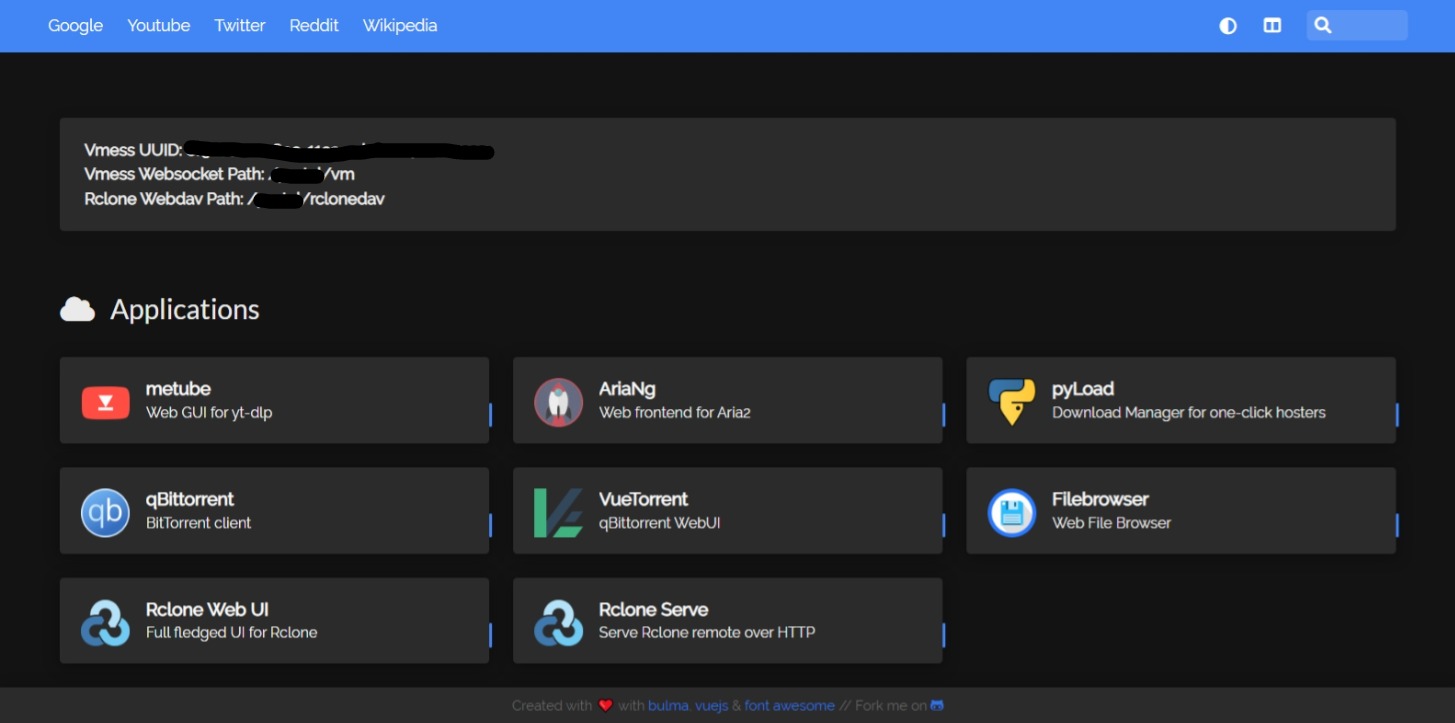 Google Youtube Twitter Reddit Wikipedia
Vmess UUID:
Vmess Websocket Path: /vm
Rclone Webdav Path: / /rclonedav
Applications
metube
Web GUI for yt-dlp
AriaNg
Web frontend for Aria2
pyLoad
Download Manager for one-click hosters
qBittorrent
BitTorrent client
VueTorrent
qBittorrent WebUI
Filebrowser
Web File Browser
Rclone Web UI
Full fledged UI for Rclone
Rclone Serve
Serve Rclone remote over HTTP
Created with with bulma, vuejs & font awesome // Fork me on